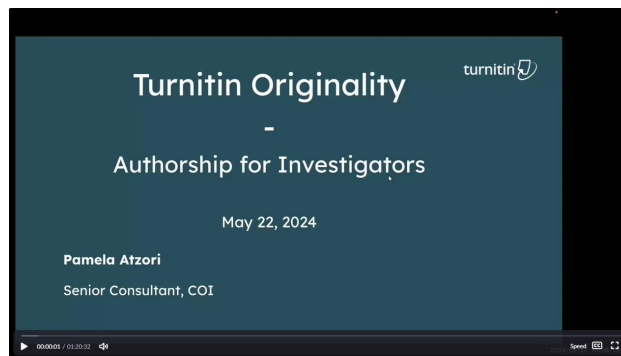 turnitin
Turnitin Originality
-
Authorship for Investigators
May 22, 2024
Pamela Atzori
Senior Consultant, COI
00:00:01 / 01:20:32
Speed
CC